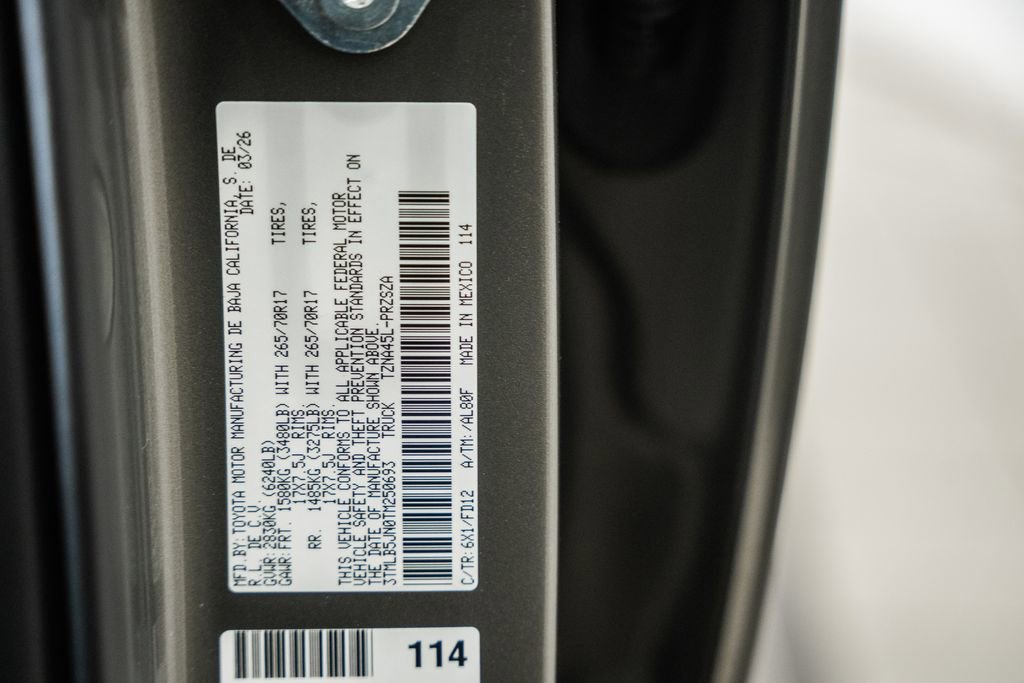 MFD.BY:TOYOTA MOTOR MANUFACTURING DE BAJA CALIFORNIA, S. DE
R.L. DE C.V. DATE: 03/26
GVWR:2830KG (6240LB)
GAWR:FRT. 1580KG (3480LB) WITH 265/70R17 TIRES,
17X7.5J RIMS.
RR. 1485KG (3275LB) WITH 265/70R17 TIRES,
17X7.5J RIMS.
THIS VEHICLE CONFORMS TO ALL APPLICABLE FEDERAL MOTOR
VEHICLE SAFETY AND THEFT PREVENTION STANDARDS IN EFFECT ON
THE DATE OF MANUFACTURE SHOWN ABOVE.
3TMLB5JN0TM250693 TRUCK TZNA45L-PRZSZA
C/TR:6X1/FD12 A/TM:/AL80F MADE IN MEXICO 114
114